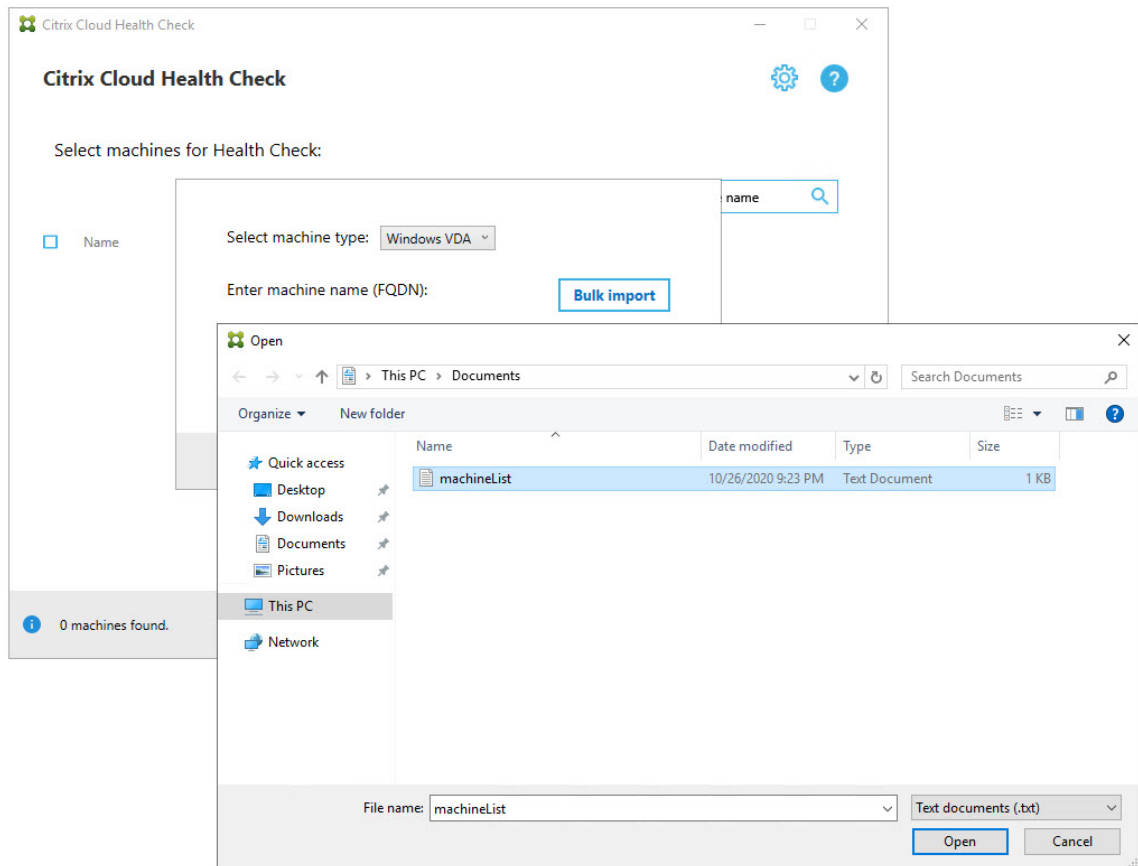 Citrix Cloud Health Check
Citrix Cloud Health Check
?
Select machines for Health Check:
name
Name
Select machine type: Windows VDA
Enter machine name (FQDN):
Bulk import
Open
This PC > Documents
Search Documents
Organize
New folder
?
Name
Date modified
Type
Size
machineList
10/26/2020 9:23 PM
Text Document
1 KB
Quick access
Desktop
Downloads
Documents
Pictures
This PC
Network
i
0 machines found.
File name: machineList
Text documents (.txt)
Open
Cancel